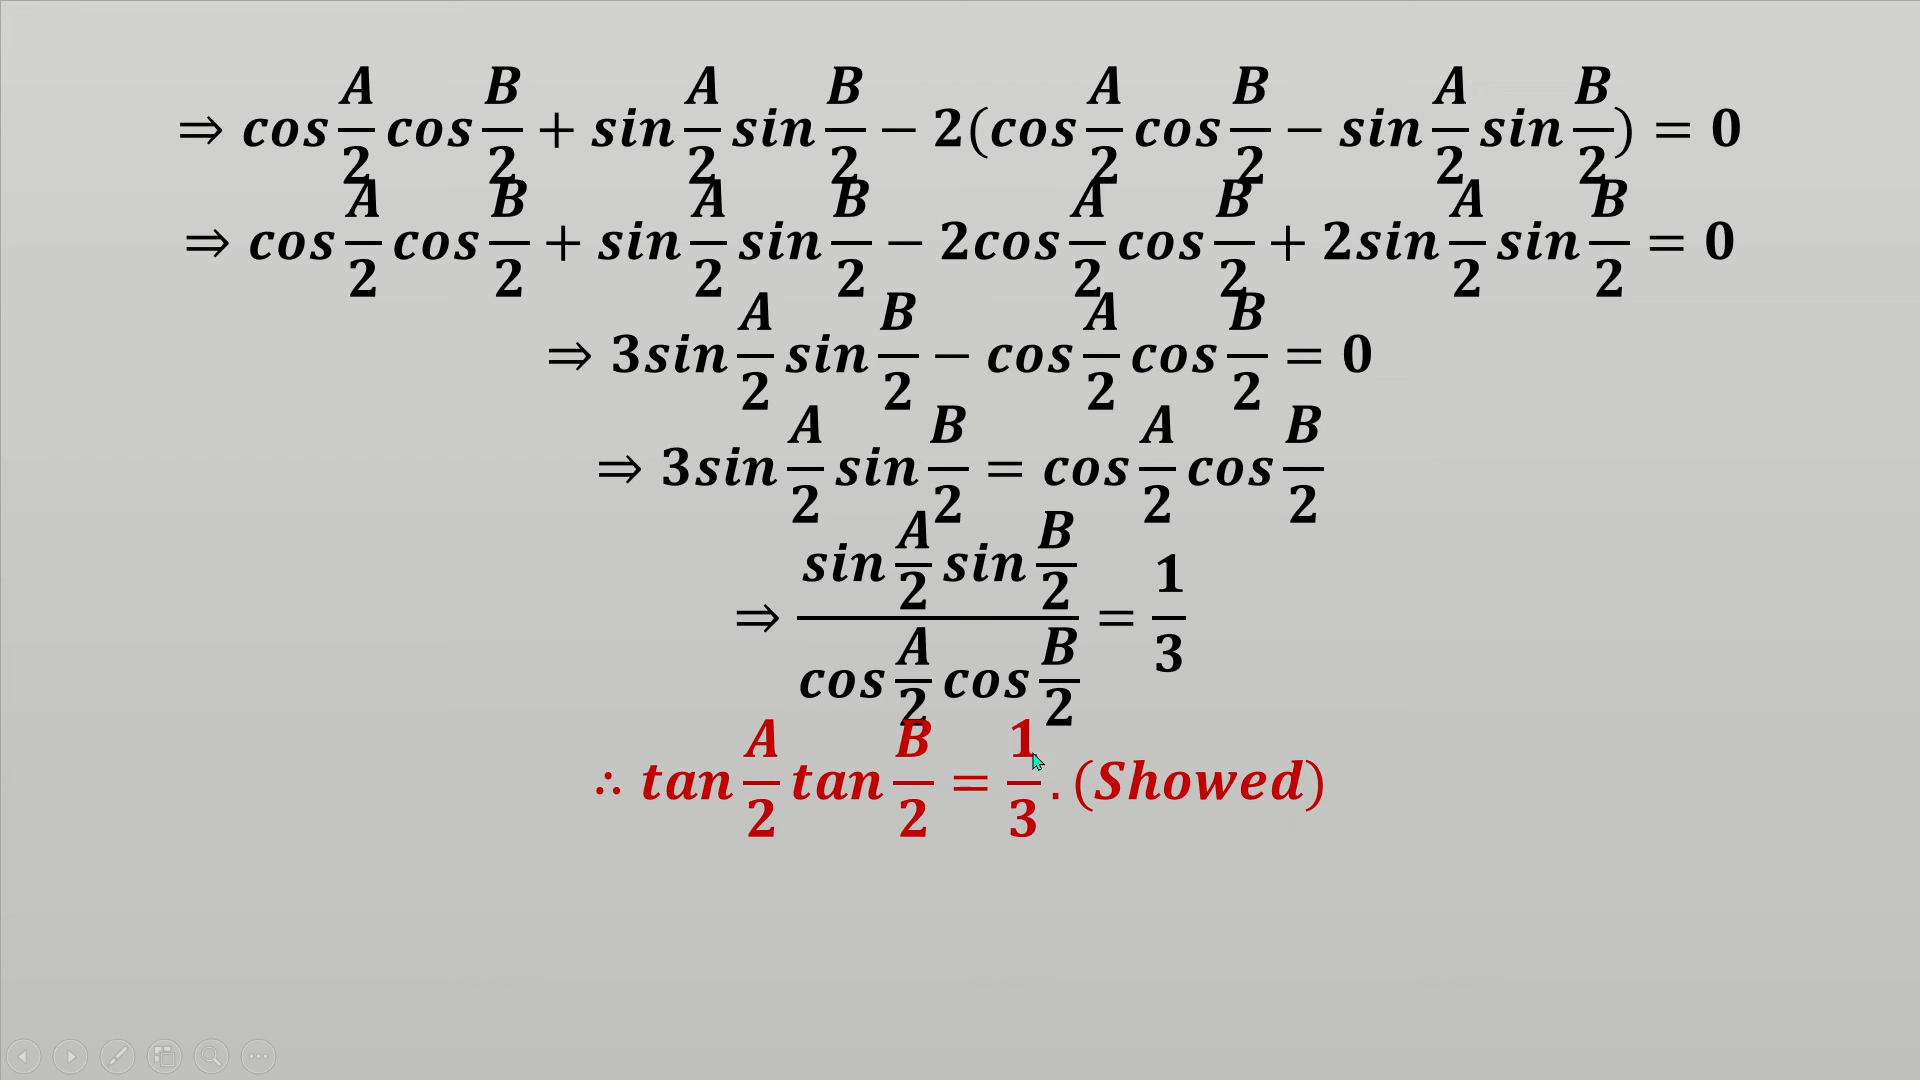 ⇒ cos A/2 cos B/2 + sin A/2 sin B/2 − 2(cos A/2 cos B/2 − sin A/2 sin B/2) = 0
⇒ cos A/2 cos B/2 + sin A/2 sin B/2 − 2cos A/2 cos B/2 + 2sin A/2 sin B/2 = 0
⇒ 3sin A/2 sin B/2 − cos A/2 cos B/2 = 0
⇒ 3sin A/2 sin B/2 = cos A/2 cos B/2
⇒ (sin A/2 sin B/2)/(cos A/2 cos B/2) = 1/3
∴ tan A/2 tan B/2 = 1/3. (Showed)